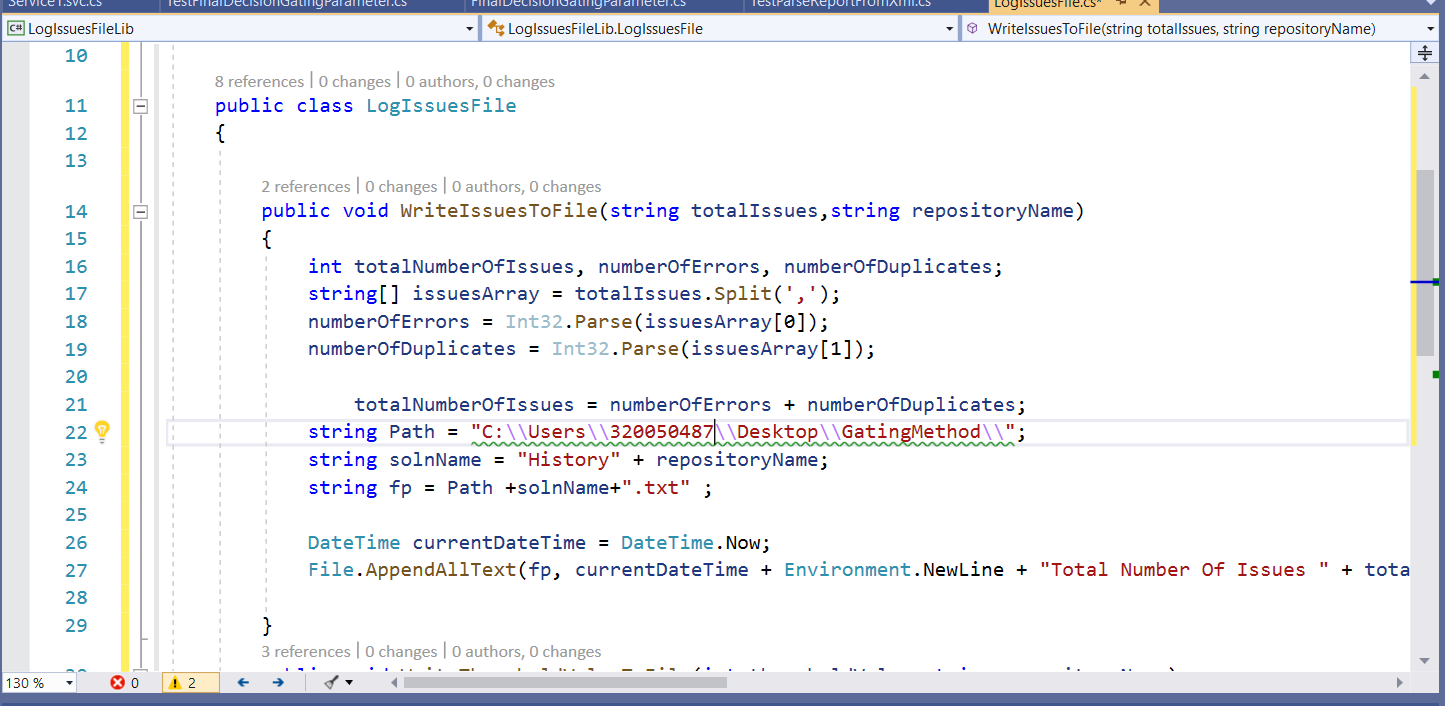 Service1.svc.cs TestFinalDecisionGatingParameter.cs FinalDecisionGatingParameter.cs TestParseReportFromXml.cs LogIssuesFile.cs*
C# LogIssuesFileLib LogIssuesFileLib.LogIssuesFile WriteIssuesToFile(string totalIssues, string repositoryName)
10
8 references | 0 changes | 0 authors, 0 changes
11 public class LogIssuesFile
12 {
13
2 references | 0 changes | 0 authors, 0 changes
14 public void WriteIssuesToFile(string totalIssues,string repositoryName)
15 {
16 int totalNumberOfIssues, numberOfErrors, numberOfDuplicates;
17 string[] issuesArray = totalIssues.Split(',');
18 numberOfErrors = Int32.Parse(issuesArray[0]);
19 numberOfDuplicates = Int32.Parse(issuesArray[1]);
20
21 totalNumberOfIssues = numberOfErrors + numberOfDuplicates;
22 string Path = "C:\\Users\\320050487\\Desktop\\GatingMethod\\";
23 string solnName = "History" + repositoryName;
24 string fp = Path +solnName+".txt" ;
25
26 DateTime currentDateTime = DateTime.Now;
27 File.AppendAllText(fp, currentDateTime + Environment.NewLine + "Total Number Of Issues " + tota
28
29 }
3 references | 0 changes | 0 authors, 0 changes
130 % 0 2